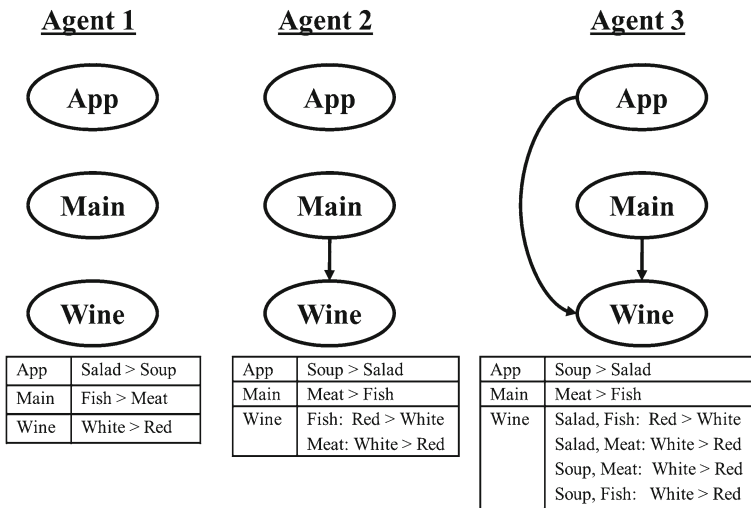 Agent 1
App
Main
Wine
App Salad > Soup
Main Fish > Meat
Wine White > Red
Agent 2
App
Main
Wine
App Soup > Salad
Main Meat > Fish
Wine Fish: Red > White
Meat: White > Red
Agent 3
App
Main
Wine
App Soup > Salad
Main Meat > Fish
Wine Salad, Fish: Red > White
Salad, Meat: White > Red
Soup, Meat: White > Red
Soup, Fish: White > Red